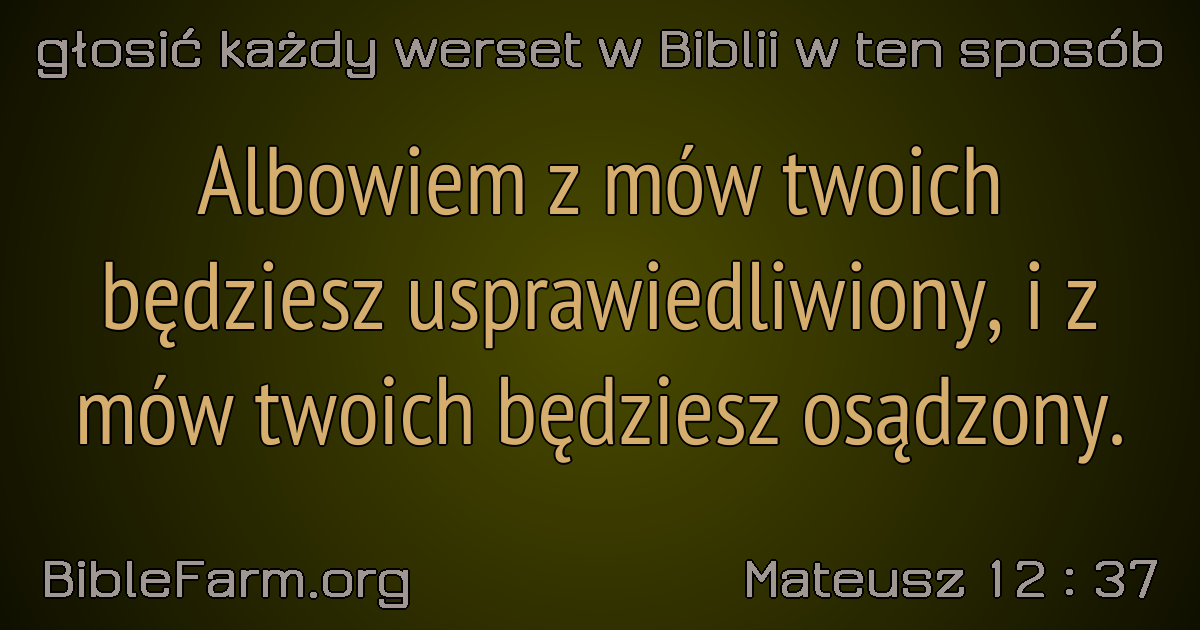 głosić każdy werset w Biblii w ten sposób
Albowiem z mów twoich
będziesz usprawiedliwiony, i z
mów twoich będziesz osądzony.
BibleFarm.org
Mateusz 12 : 37